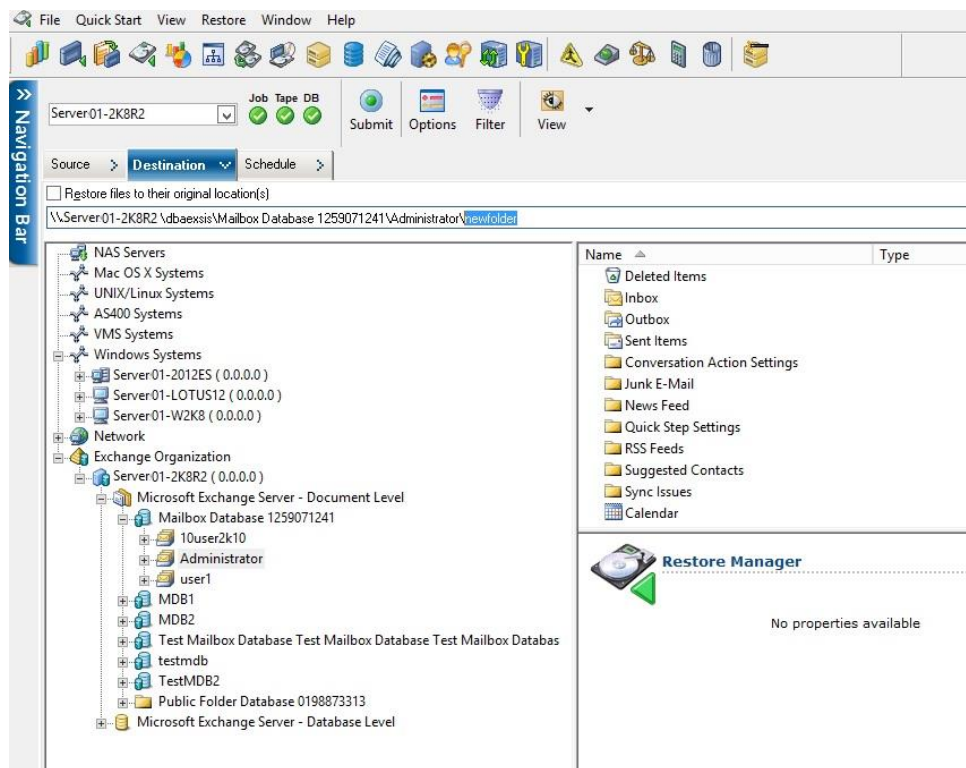 File Quick Start View Restore Window Help
Job Tape DB
Server01-2K8R2
Submit Options Filter View
Source Destination Schedule
Restore files to their original location(s)
\\Server01-2K8R2 \dbaexsis\Mailbox Database 1259071241\Administrator\newfolder
Navigation Bar
NAS Servers
Mac OS X Systems
UNIX/Linux Systems
AS400 Systems
VMS Systems
Windows Systems
Server01-2012ES ( 0.0.0.0 )
Server01-LOTUS12 ( 0.0.0.0 )
Server01-W2K8 ( 0.0.0.0 )
Network
Exchange Organization
Server01-2K8R2 ( 0.0.0.0 )
Microsoft Exchange Server - Document Level
Mailbox Database 1259071241
10user2k10
Administrator
user1
MDB1
MDB2
Test Mailbox Database Test Mailbox Database Test Mailbox Databas
testmdb
TestMDB2
Public Folder Database 0198873313
Microsoft Exchange Server - Database Level
Name Type
Deleted Items
Inbox
Outbox
Sent Items
Conversation Action Settings
Junk E-Mail
News Feed
Quick Step Settings
RSS Feeds
Suggested Contacts
Sync Issues
Calendar
Restore Manager
No properties available